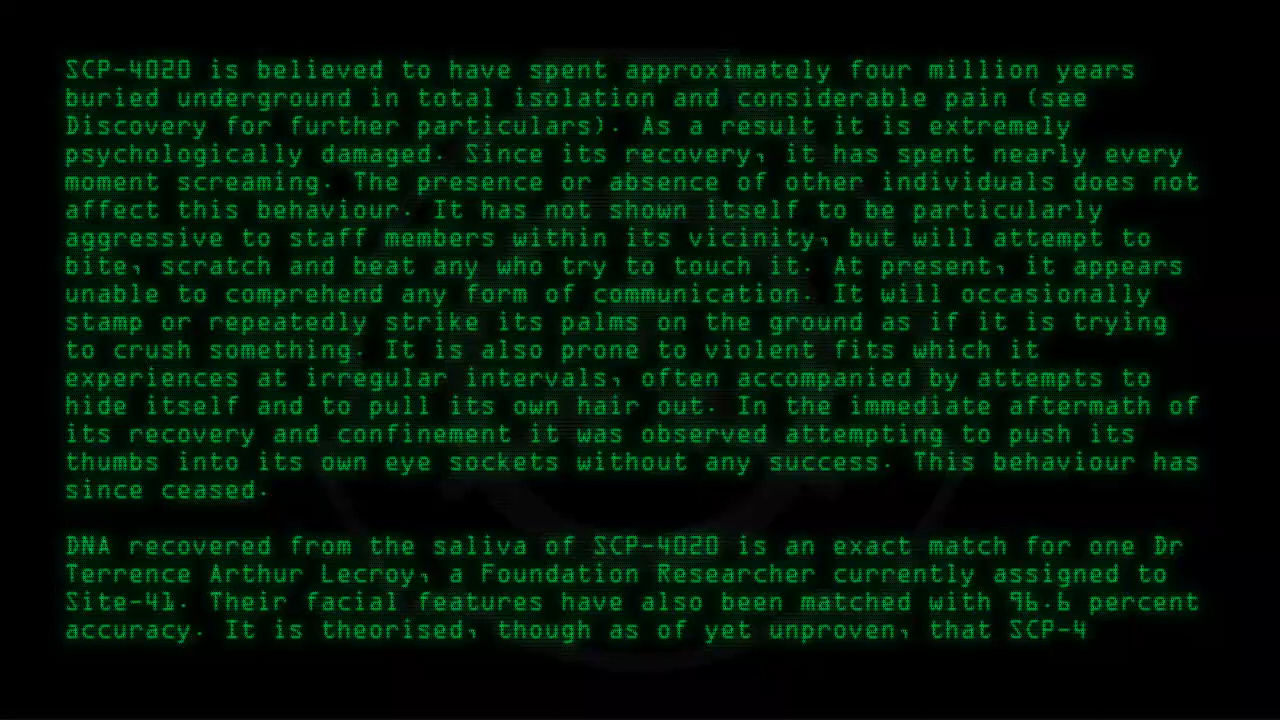 SCP-4020 is believed to have spent approximately four million years
buried underground in total isolation and considerable pain (see
Discovery for further particulars). As a result it is extremely
psychologically damaged. Since its recovery, it has spent nearly every
moment screaming. The presence or absence of other individuals does not
affect this behaviour. It has not shown itself to be particularly
aggressive to staff members within its vicinity, but will attempt to
bite, scratch and beat any who try to touch it. At present, it appears
unable to comprehend any form of communication. It will occasionally
stamp or repeatedly strike its palms on the ground as if it is trying
to crush something. It is also prone to violent fits which it
experiences at irregular intervals, often accompanied by attempts to
hide itself and to pull its own hair out. In the immediate aftermath of
its recovery and confinement it was observed attempting to push its
thumbs into its own eye sockets without any success. This behaviour has
since ceased.
DNA recovered from the saliva of SCP-4020 is an exact match for one Dr
Terrence Arthur Lecroy, a Foundation Researcher currently assigned to
Site-41. Their facial features have also been matched with 96.6 percent
accuracy. It is theorised, though as of yet unproven, that SCP-4